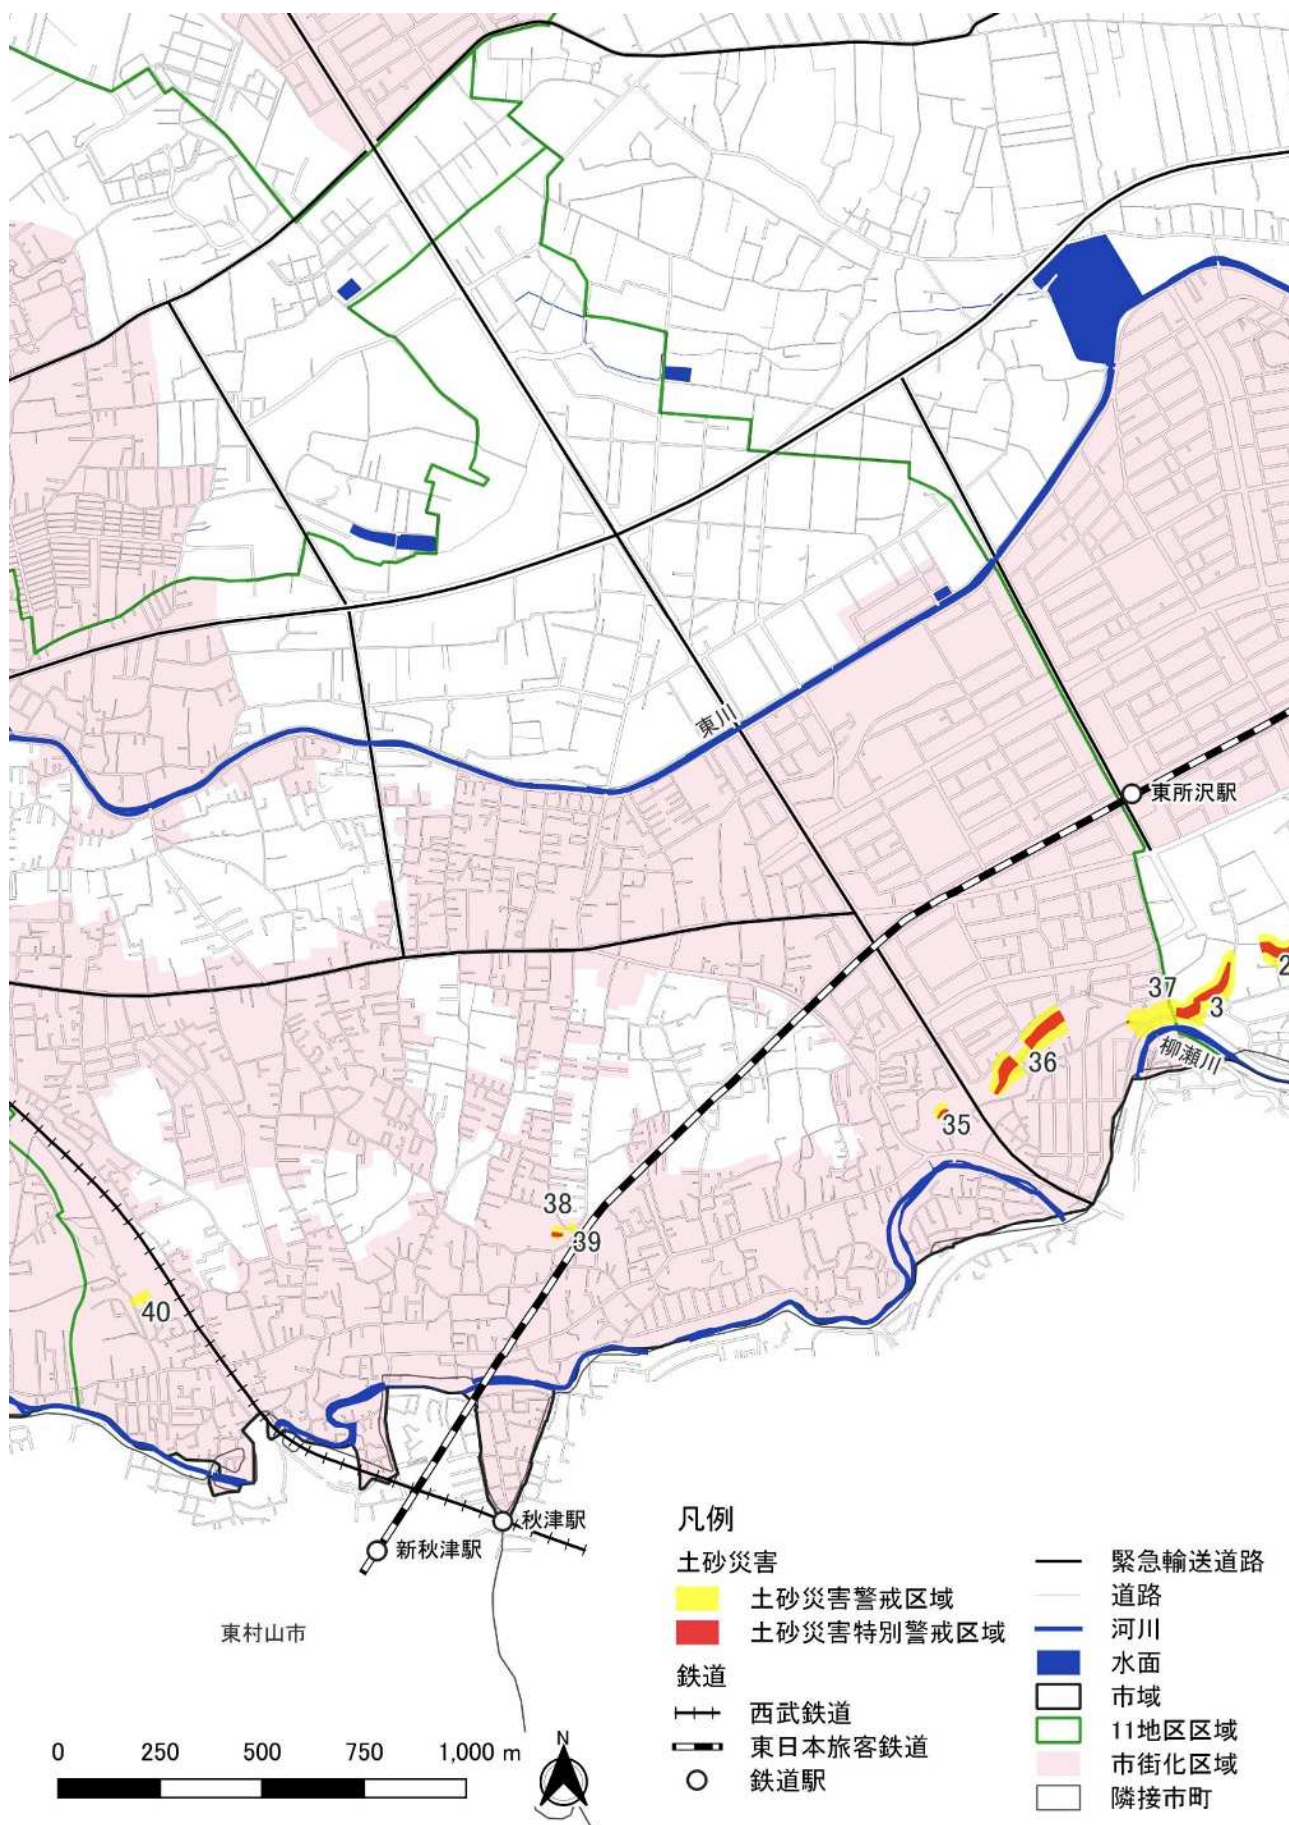 東川
東所沢駅
2
37
3
柳瀬川
36
35
38
39
40
秋津駅
新秋津駅
東村山市
凡例
土砂災害
土砂災害警戒区域
土砂災害特別警戒区域
鉄道
西武鉄道
東日本旅客鉄道
鉄道駅
緊急輸送道路
道路
河川
水面
市域
11地区区域
市街化区域
隣接市町
0 250 500 750 1,000 m
N